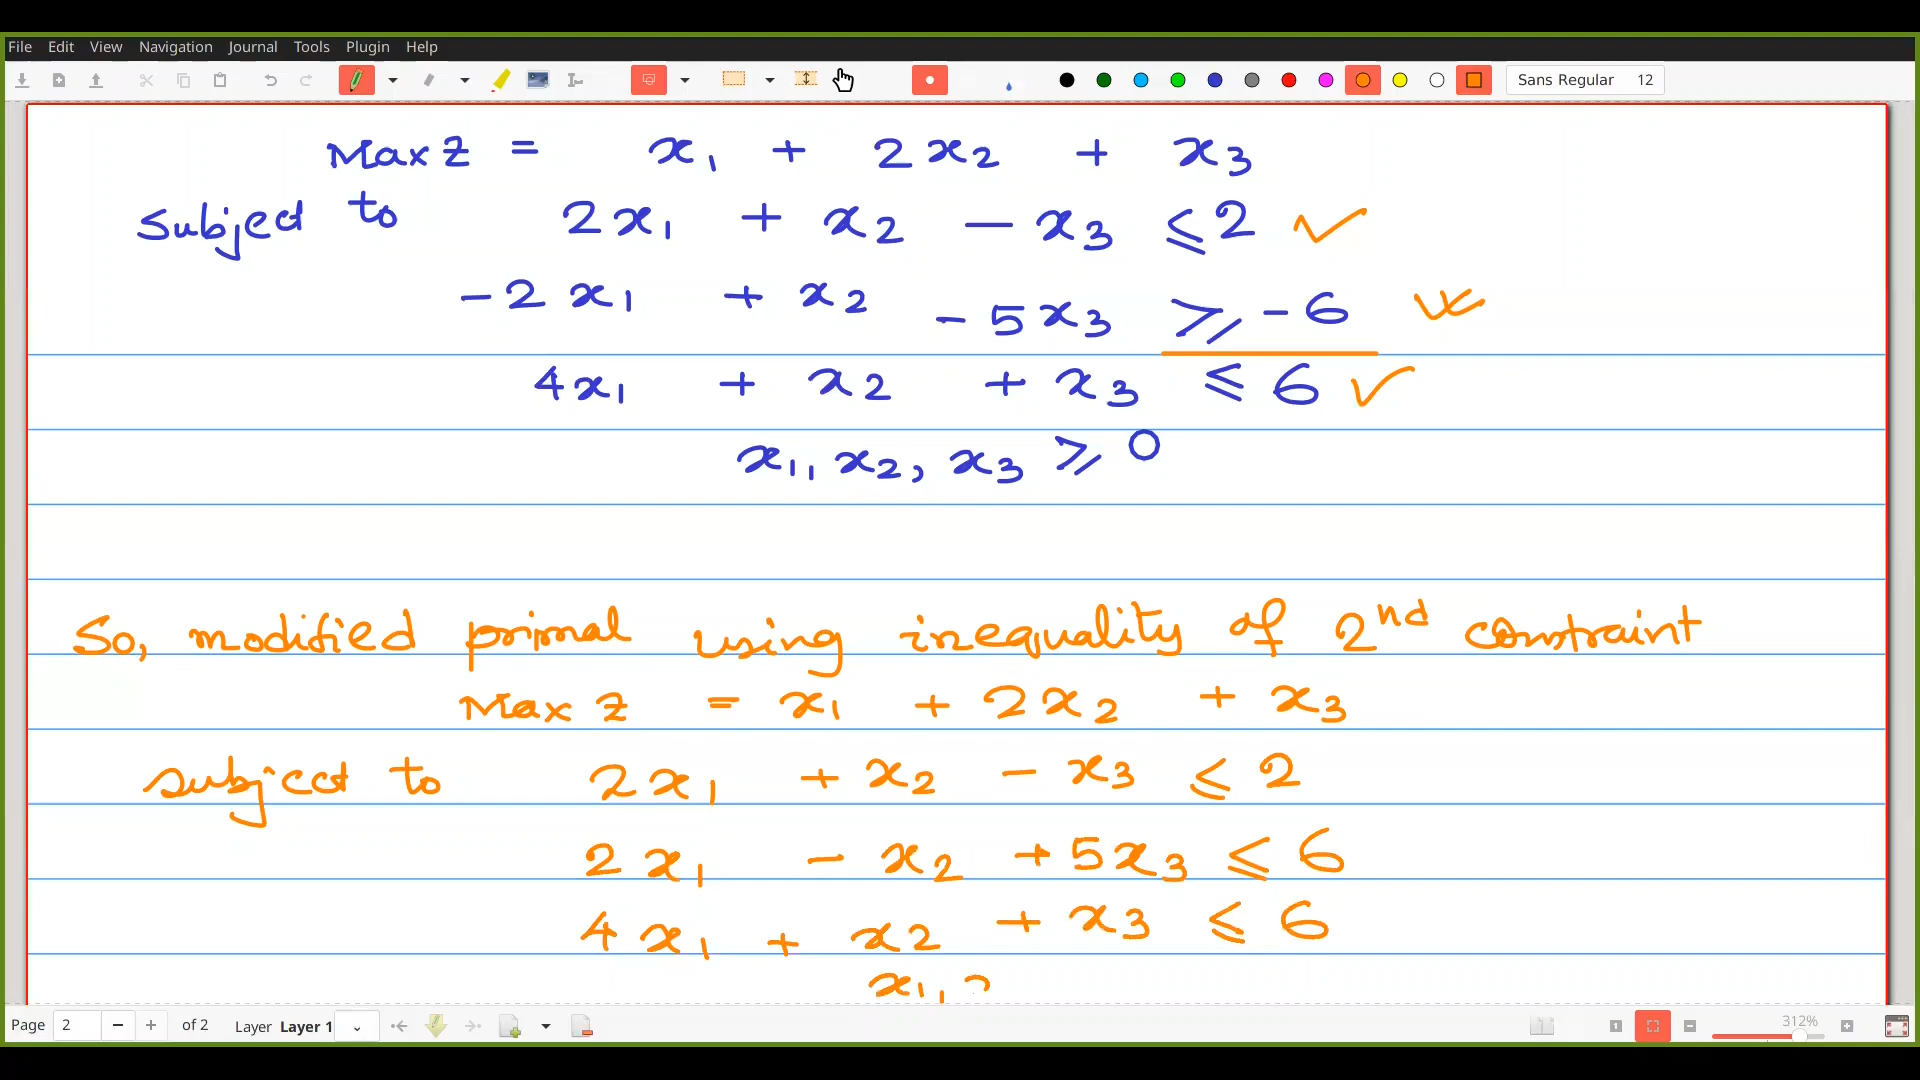 File Edit View Navigation Journal Tools Plugin Help
Sans Regular 12
Max Z = x₁ + 2x₂ + x₃
Subject to 2x₁ + x₂ - x₃ ⩽ 2 ✓
-2x₁ + x₂ - 5x₃ ⩾ -6
4x₁ + x₂ + x₃ ⩽ 6 ✓
x₁, x₂, x₃ ⩾ 0
So, modified primal using inequality of 2nd constraint
Max Z = x₁ + 2x₂ + x₃
Subject to 2x₁ + x₂ - x₃ ⩽ 2
2x₁ - x₂ + 5x₃ ⩽ 6
4x₁ + x₂ + x₃ ⩽ 6
x₁,
Page 2 of 2 Layer Layer 1 312%